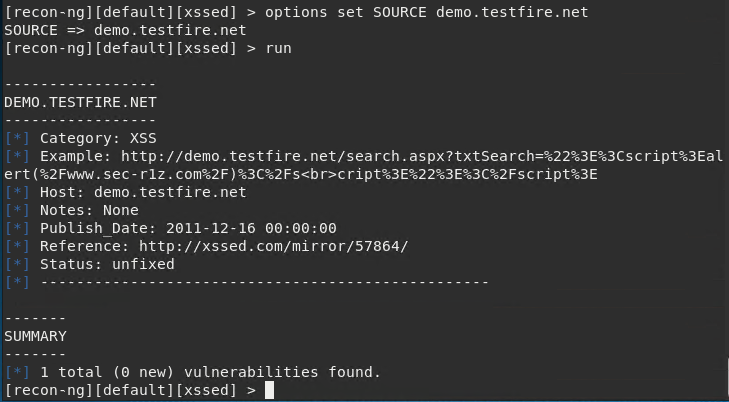 [recon-ng][default][xssed] > options set SOURCE demo.testfire.net
SOURCE => demo.testfire.net
[recon-ng][default][xssed] > run
-----------------
DEMO.TESTFIRE.NET
-----------------
[*] Category: XSS
[*] Example: http://demo.testfire.net/search.aspx?txtSearch=%22%3E%3Cscript%3Eal
ert(%2Fwww.sec-r1z.com%2F)%3C%2Fs<br>cript%3E%22%3E%3C%2Fscript%3E
[*] Host: demo.testfire.net
[*] Notes: None
[*] Publish_Date: 2011-12-16 00:00:00
[*] Reference: http://xssed.com/mirror/57864/
[*] Status: unfixed
[*] --------------------------------------------------
-------
SUMMARY
-------
[*] 1 total (0 new) vulnerabilities found.
[recon-ng][default][xssed] >